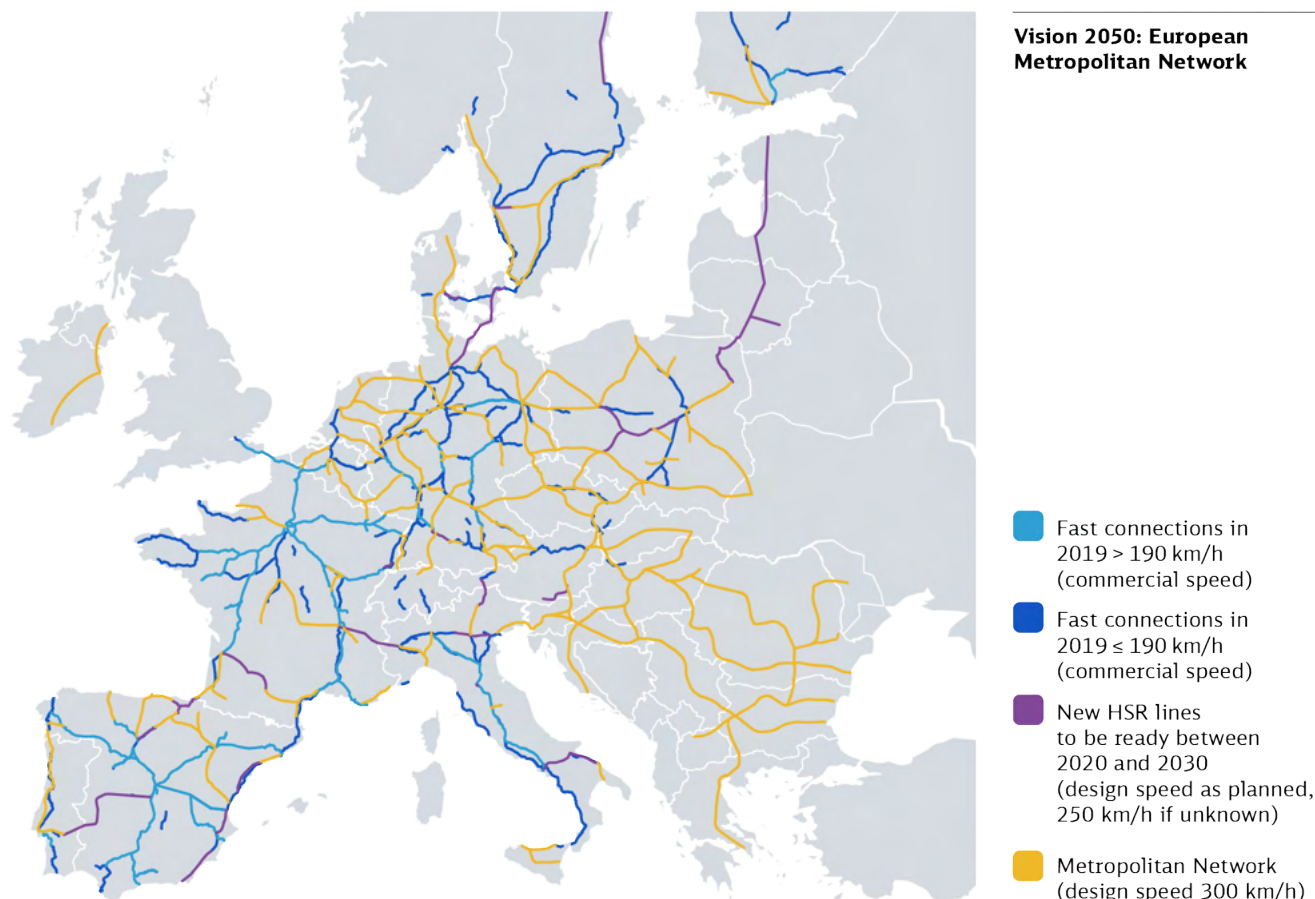 Vision 2050: European
Metropolitan Network
Fast connections in
2019 > 190 km/h
(commercial speed)
Fast connections in
2019 ≤ 190 km/h
(commercial speed)
New HSR lines
to be ready between
2020 and 2030
(design speed as planned,
250 km/h if unknown)
Metropolitan Network
(design speed 300 km/h)